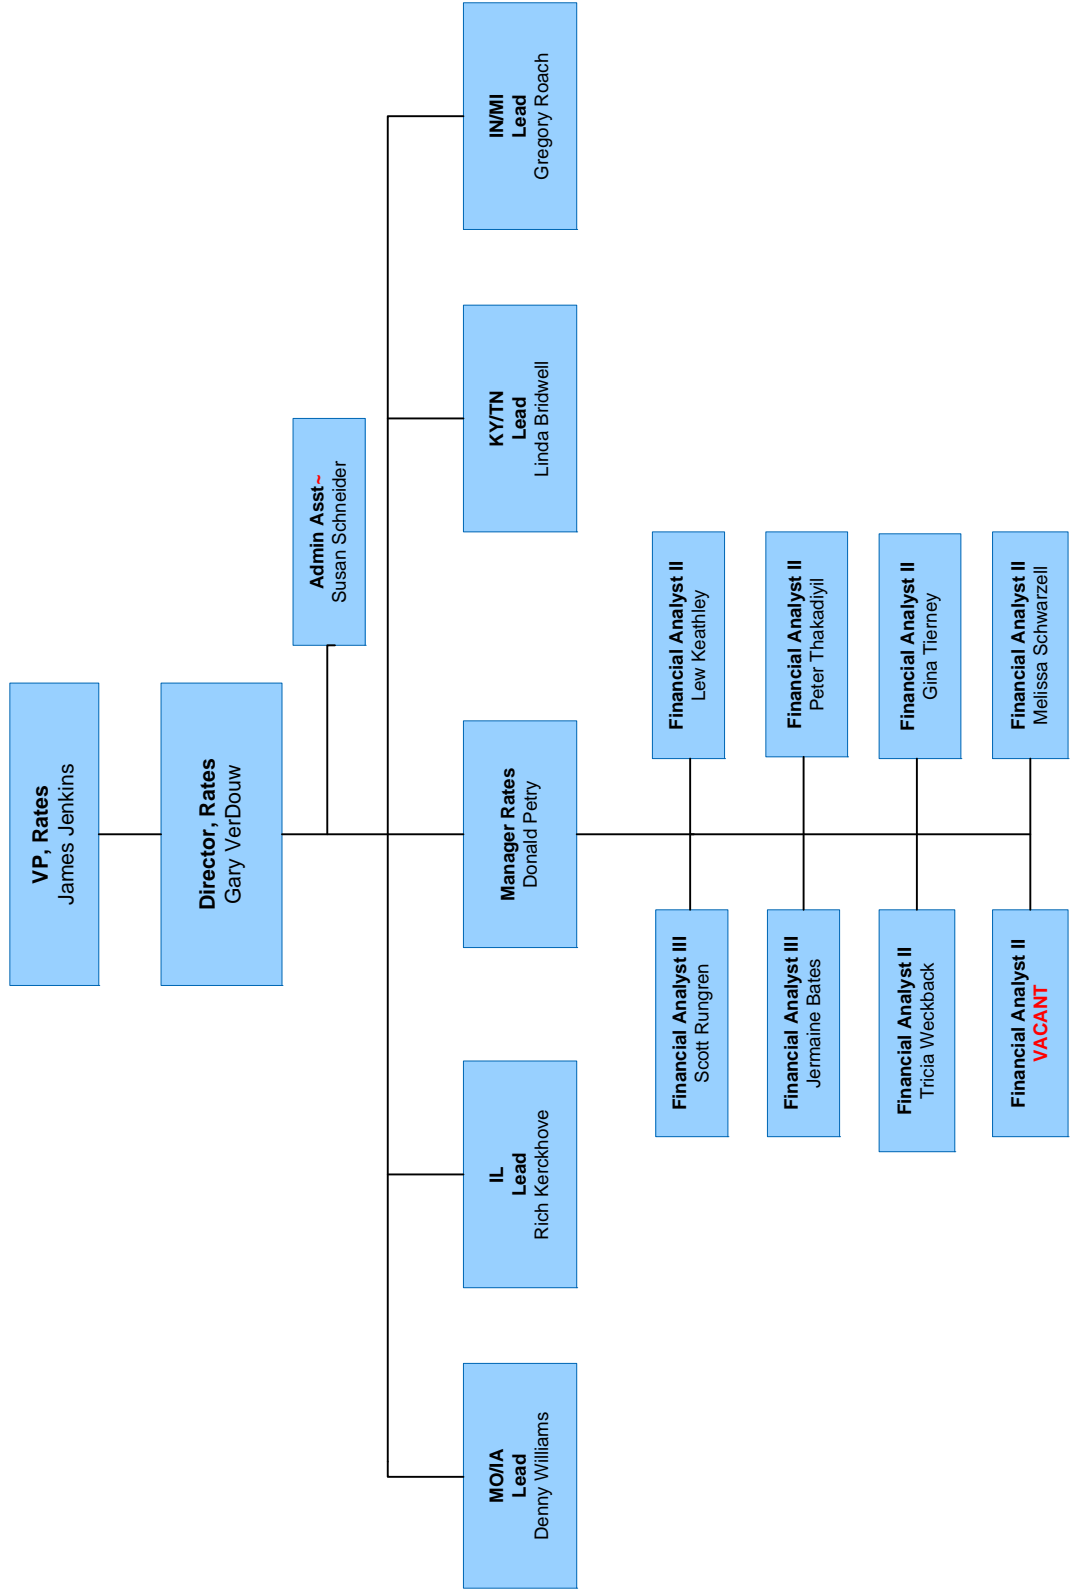 VP, Rates
James Jenkins
Director, Rates
Gary VerDouw
Admin Asst~
Susan Schneider
MO/IA
Lead
Denny Williams
IL
Lead
Rich Kerckhove
Manager Rates
Donald Petry
KY/TN
Lead
Linda Bridwell
IN/MI
Lead
Gregory Roach
Financial Analyst III
Scott Rungren
Financial Analyst II
Lew Keathley
Financial Analyst III
Jermaine Bates
Financial Analyst II
Peter Thakadiyil
Financial Analyst II
Tricia Weckback
Financial Analyst II
Gina Tierney
Financial Analyst II
VACANT
Financial Analyst II
Melissa Schwarzell